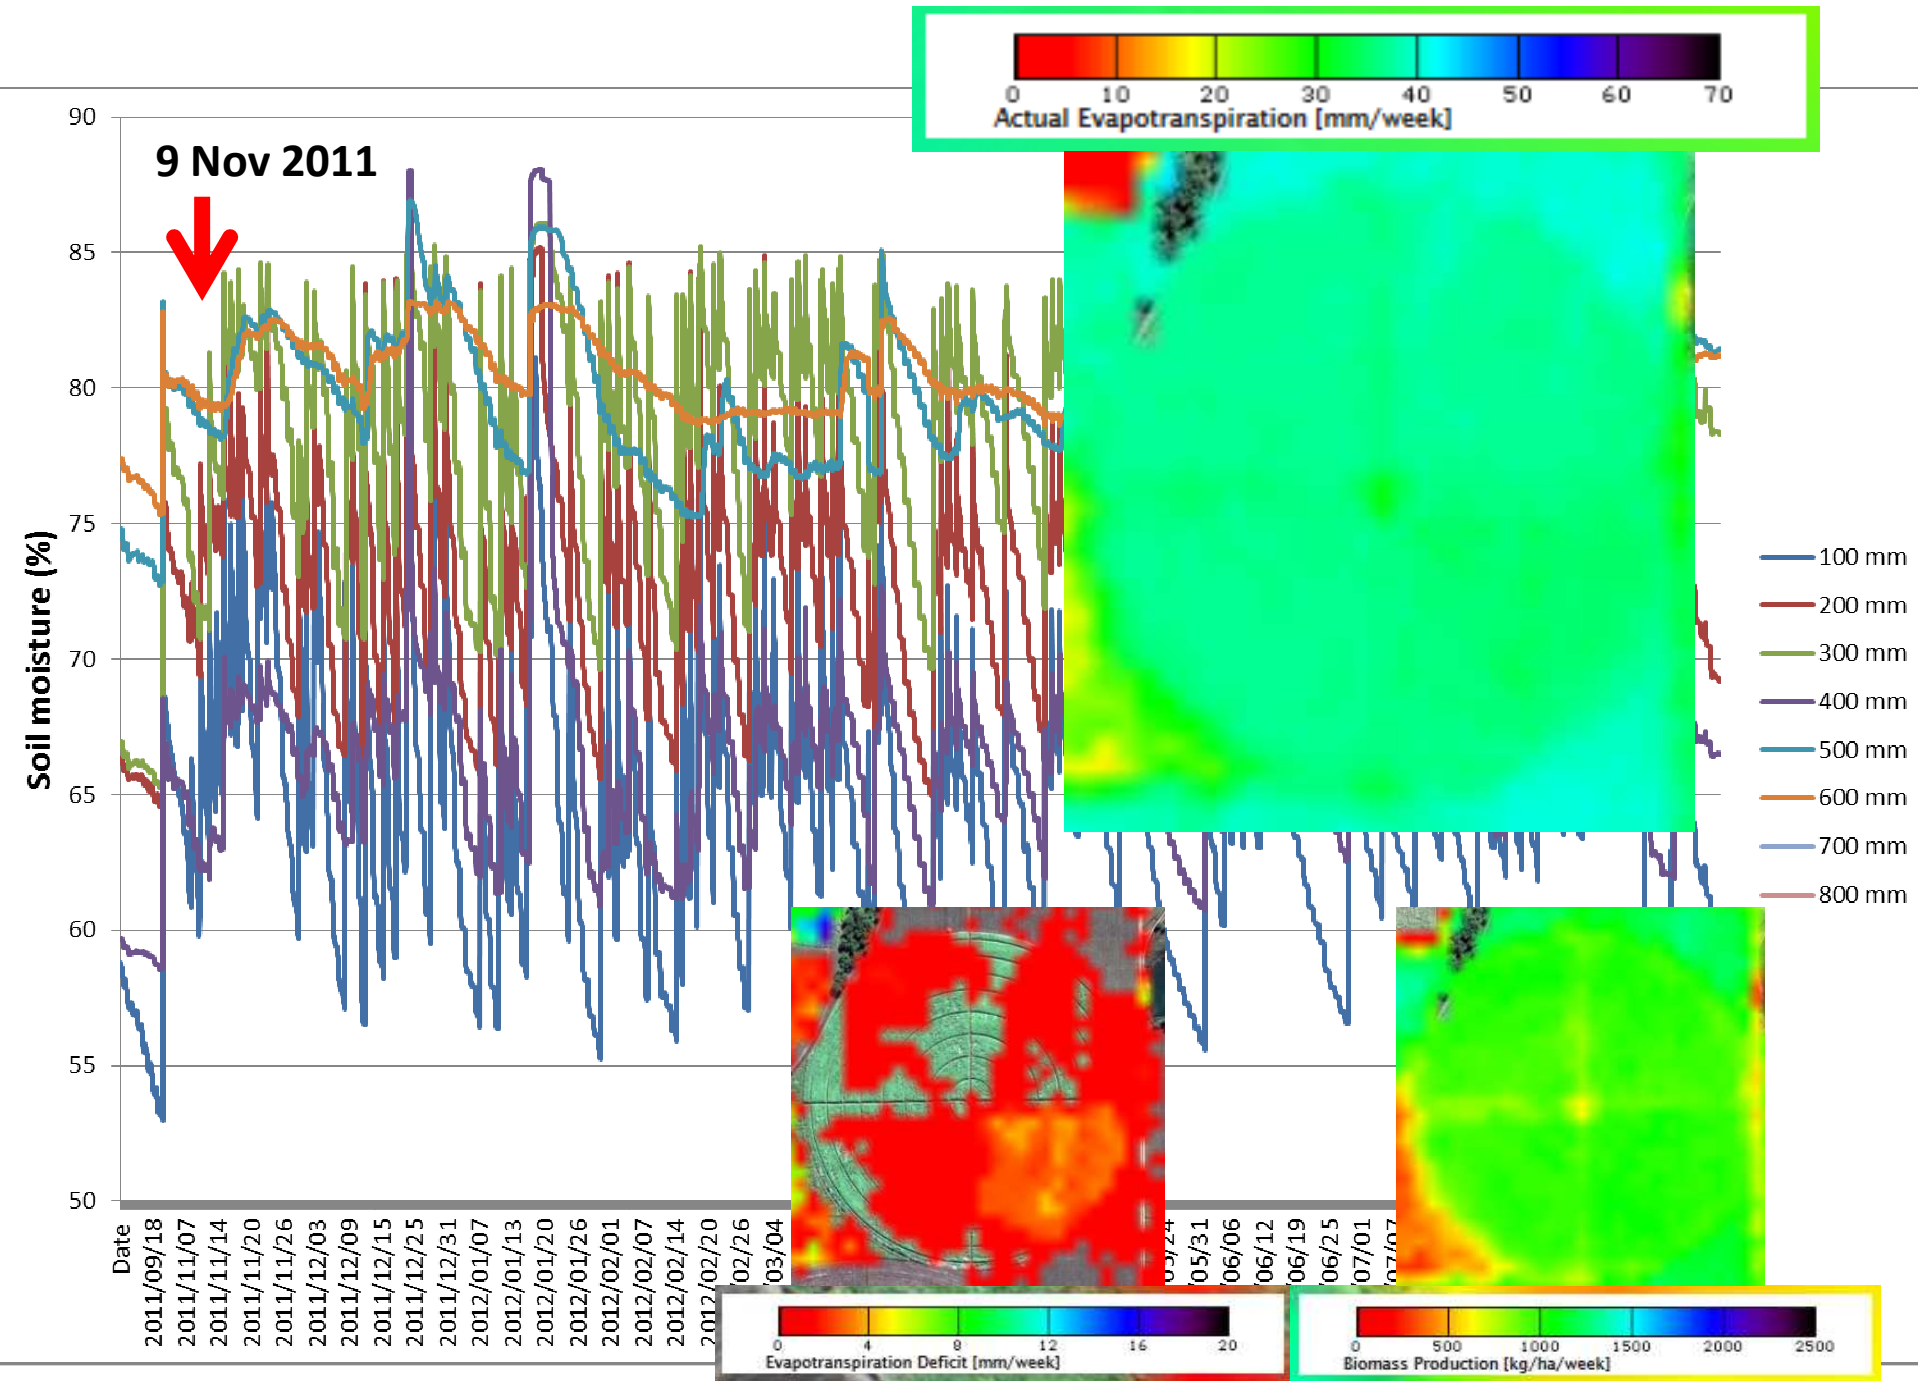 0 10 20 30 40 50 60 70
Actual Evapotranspiration [mm/week]
90
9 Nov 2011
85
80
75
70
65
60
55
50
Soil moisture (%)
100 mm
200 mm
300 mm
400 mm
500 mm
600 mm
700 mm
800 mm
Date
2011/09/18
2011/11/07
2011/11/14
2011/11/20
2011/11/26
2011/12/03
2011/12/09
2011/12/15
2011/12/25
2011/12/31
2012/01/07
2012/01/13
2012/01/20
2012/01/26
2012/02/01
2012/02/07
2012/02/14
2012/02/20
/02/26
/03/04
/05/31
/06/06
/06/12
/06/19
/06/25
/07/01
0 4 8 12 16 20
Evapotranspiration Deficit [mm/week]
0 500 1000 1500 2000 2500
Biomass Production [kg/ha/week]